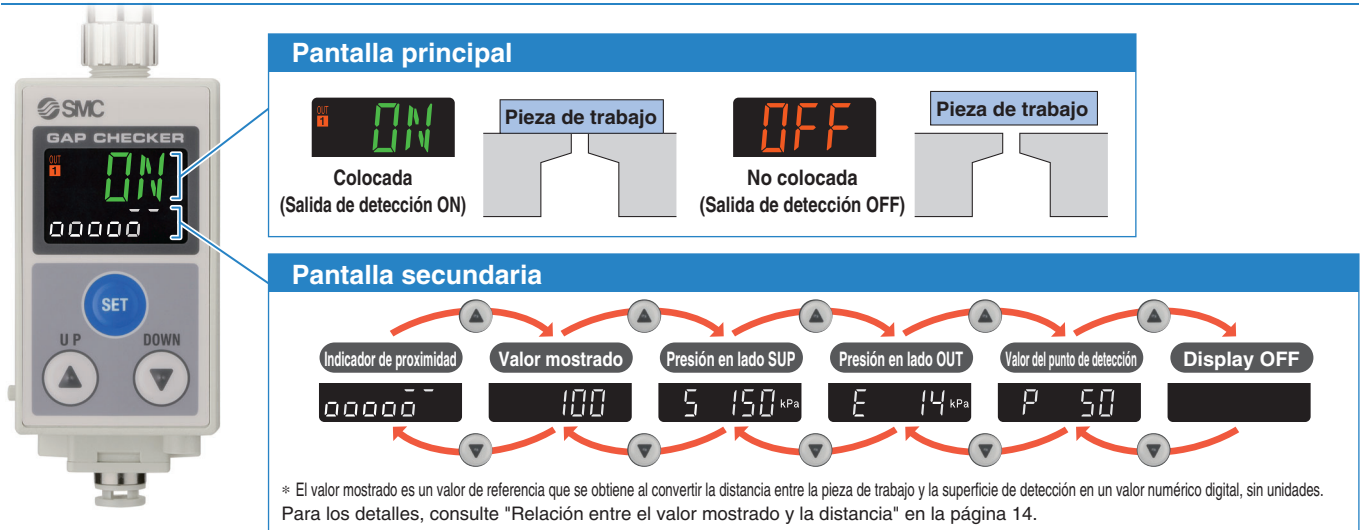 SMC
GAP CHECKER
OUT
1
ON
ooooo
SET
UP
DOWN
Pantalla principal
OUT
1
ON
Colocada
(Salida de detección ON)
Pieza de trabajo
OFF
No colocada
(Salida de detección OFF)
Pieza de trabajo
Pantalla secundaria
Indicador de proximidad
Valor mostrado
Presión en lado SUP
Presión en lado OUT
Valor del punto de detección
Display OFF
ooooo
100
S 150 kPa
E 14 kPa
P 50
* El valor mostrado es un valor de referencia que se obtiene al convertir la distancia entre la pieza de trabajo y la superficie de detección en un valor numérico digital, sin unidades.
Para los detalles, consulte "Relación entre el valor mostrado y la distancia" en la página 14.